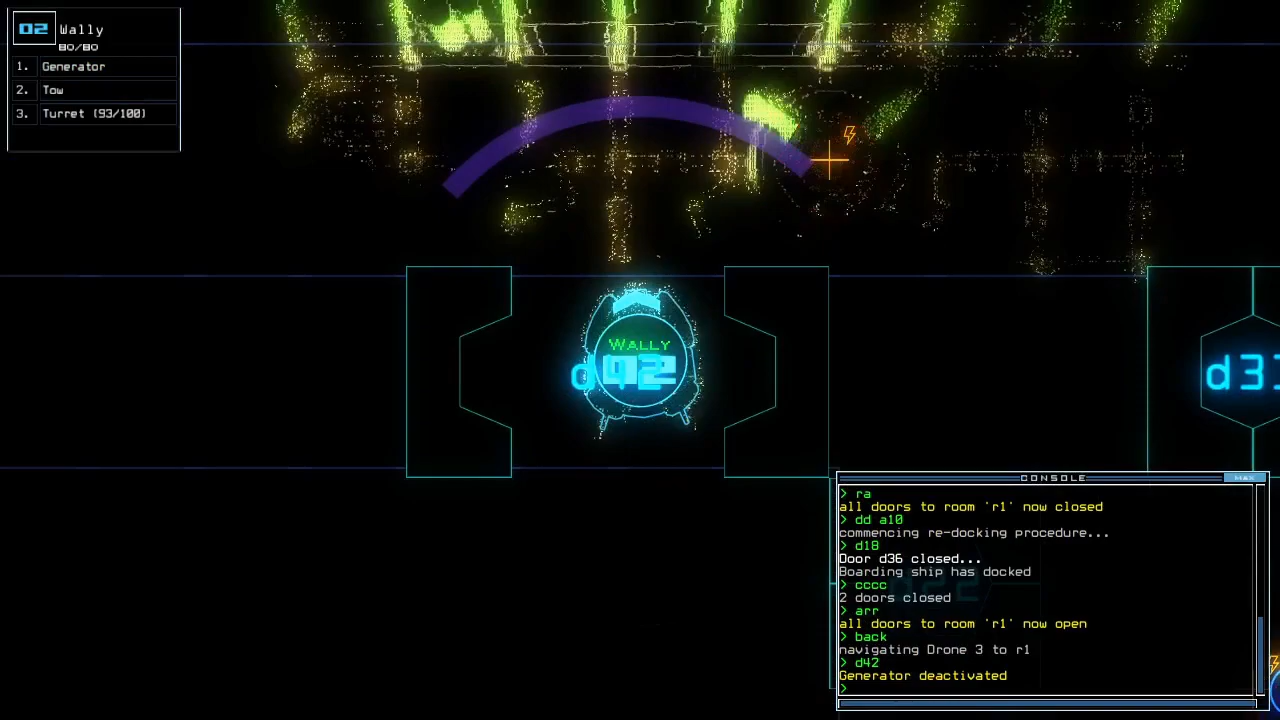 02 Wally
80/80
1. Generator
2. Tow
3. Turret (93/100)
WALLY
d42
02
CONSOLE
MAX
> ra
all doors to room 'r1' now closed
> dd a10
commencing re-docking procedure...
> d18
Door d36 closed...
Boarding ship has docked
> cccc
2 doors closed
> arr
all doors to room 'r1' now open
> back
navigating Drone 3 to r1
> d42
Generator deactivated
>